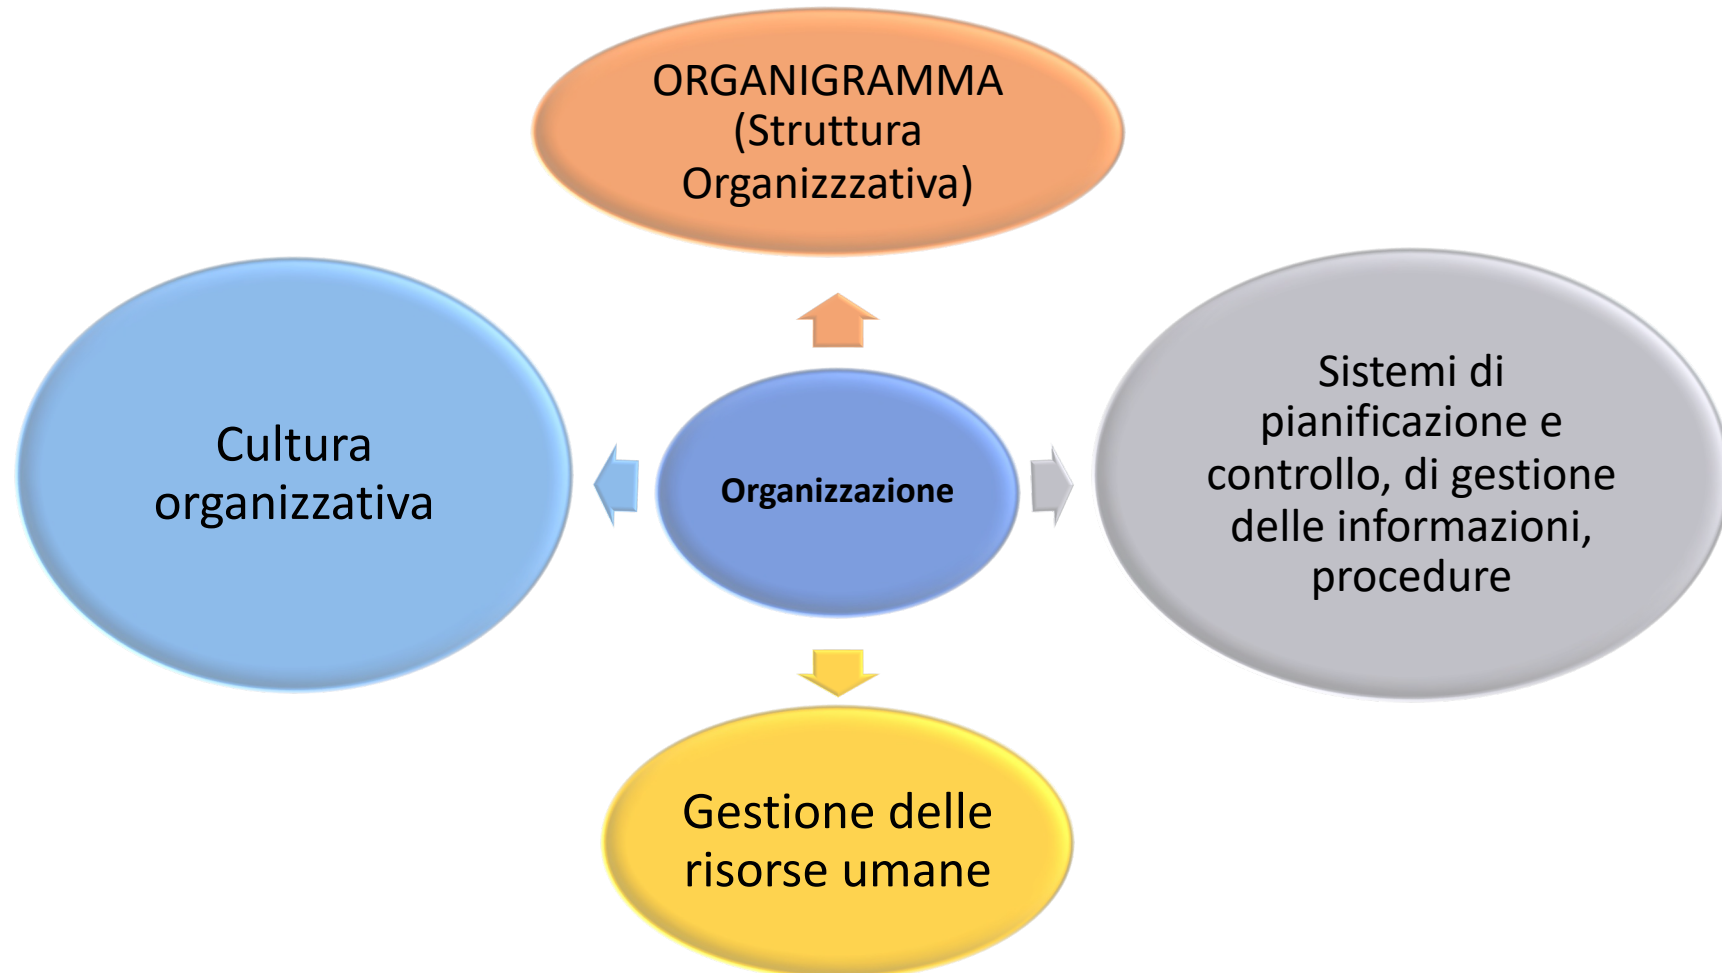 ORGANIGRAMMA
(Struttura
Organizzzativa)
Cultura
organizzativa
Organizzazione
Sistemi di
pianificazione e
controllo, di gestione
delle informazioni,
procedure
Gestione delle
risorse umane